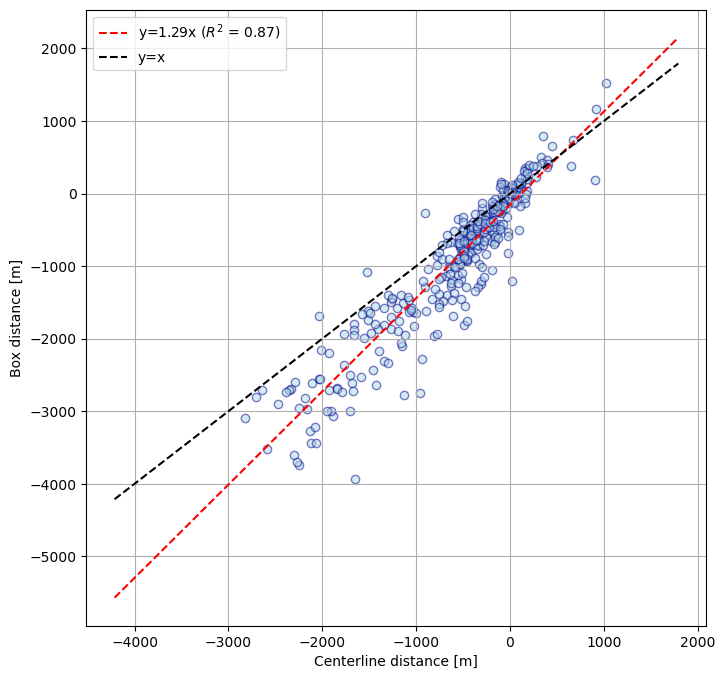 y=1.29x (R² = 0.87)
y=x
2000
1000
0
−1000
−2000
−3000
−4000
−5000
Box distance [m]
−4000 −3000 −2000 −1000 0 1000 2000
Centerline distance [m]